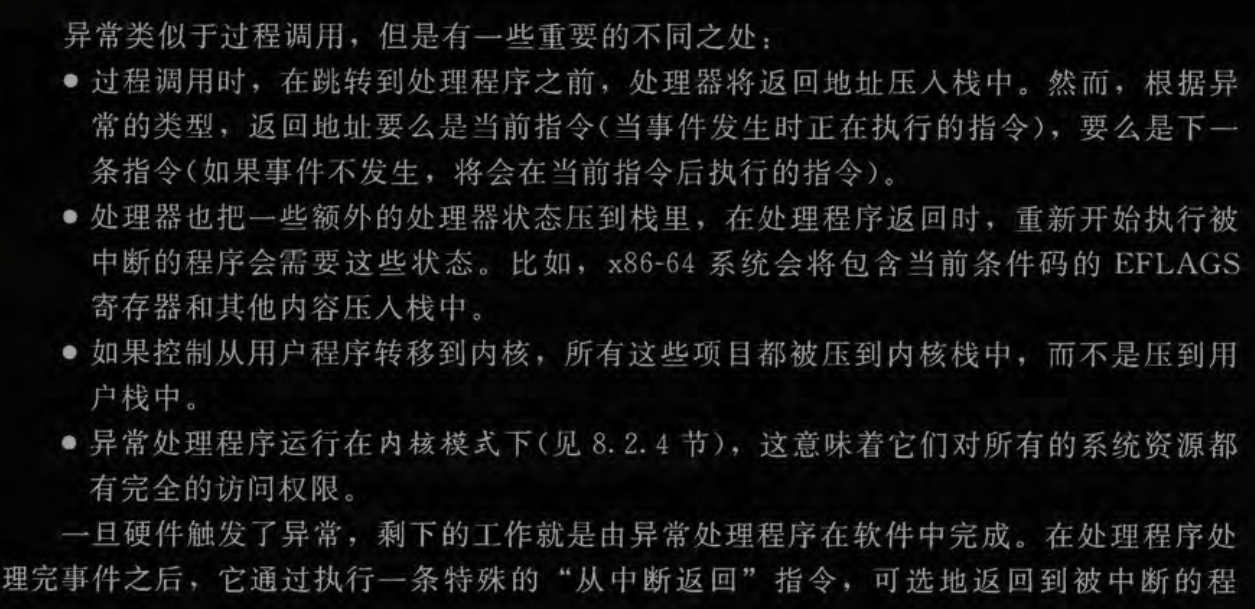 异常类似于过程调用，但是有一些重要的不同之处：
● 过程调用时，在跳转到处理程序之前，处理器将返回地址压入栈中。然而，根据异
常的类型，返回地址要么是当前指令(当事件发生时正在执行的指令)，要么是下一
条指令(如果事件不发生，将会在当前指令后执行的指令)。
● 处理器也把一些额外的处理器状态压到栈里，在处理程序返回时，重新开始执行被
中断的程序会需要这些状态。比如，x86-64 系统会将包含当前条件码的 EFLAGS
寄存器和其他内容压入栈中。
● 如果控制从用户程序转移到内核，所有这些项目都被压到内核栈中，而不是压到用
户栈中。
● 异常处理程序运行在内核模式下(见 8.2.4 节)，这意味着它们对所有的系统资源都
有完全的访问权限。
一旦硬件触发了异常，剩下的工作就是由异常处理程序在软件中完成。在处理程序处
理完事件之后，它通过执行一条特殊的“从中断返回”指令，可选地返回到被中断的程